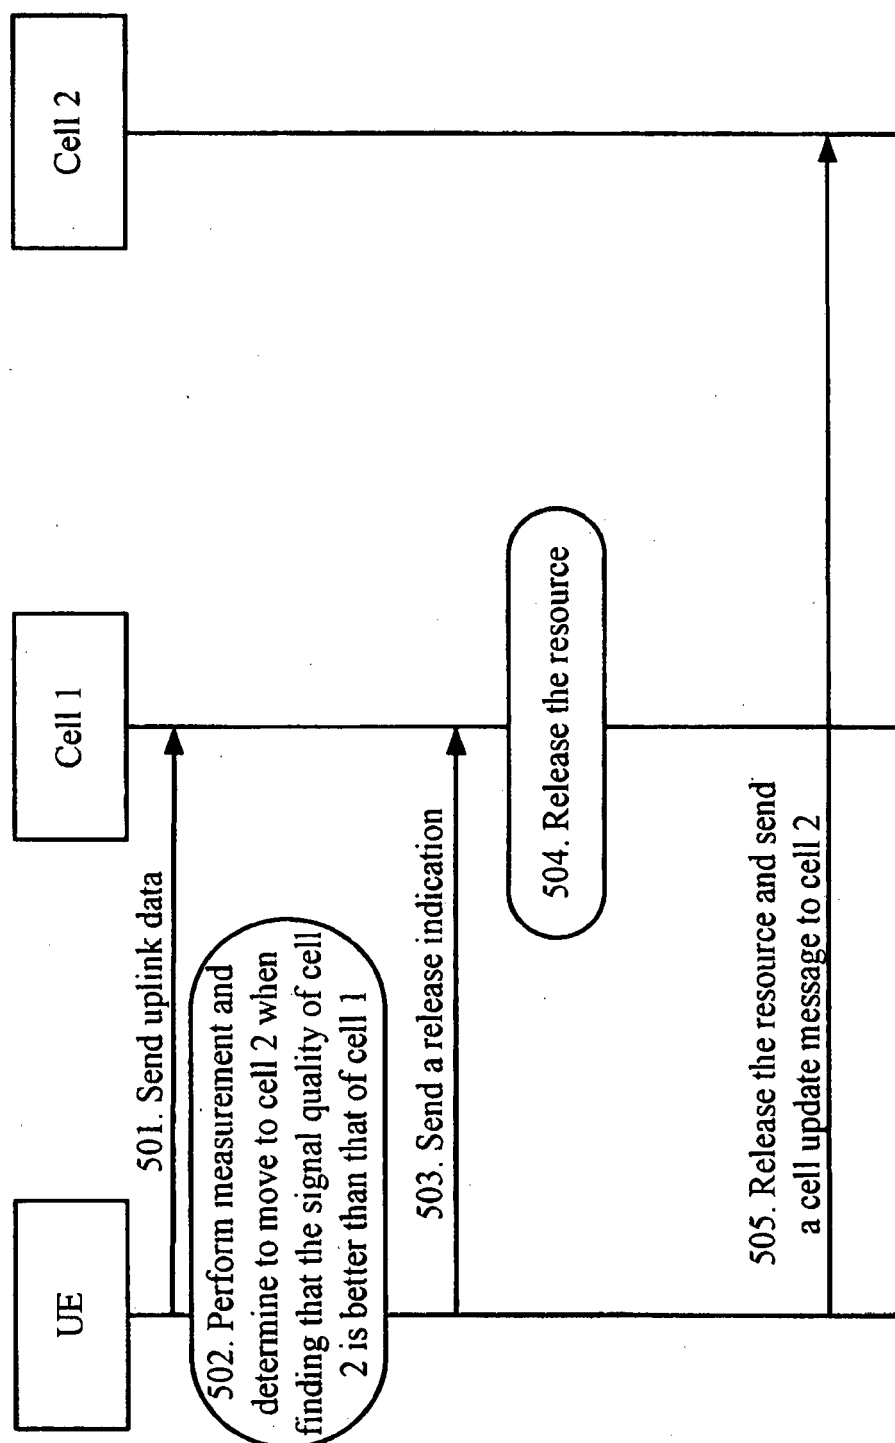 UE
Cell 1
Cell 2
501. Send uplink data
502. Perform measurement and
determine to move to cell 2 when
finding that the signal quality of cell
2 is better than that of cell 1
503. Send a release indication
504. Release the resource
505. Release the resource and send
a cell update message to cell 2